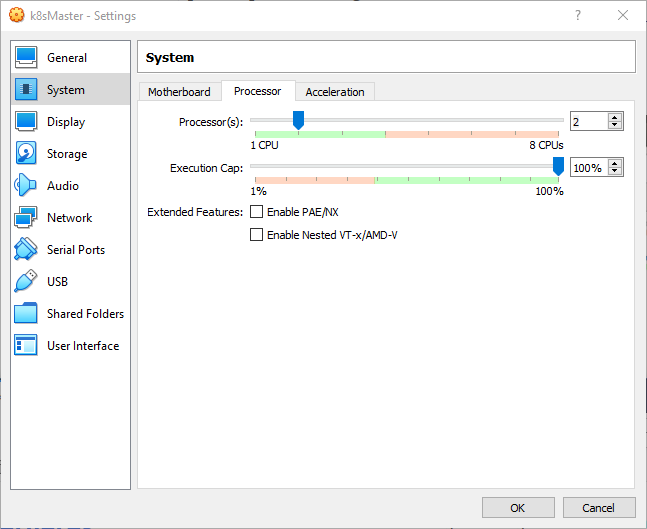 k8sMaster - Settings
General
System
Display
Storage
Audio
Network
Serial Ports
USB
Shared Folders
User Interface
System
Motherboard
Processor
Acceleration
Processor(s):
2
1 CPU
8 CPUs
Execution Cap:
100%
1%
100%
Extended Features:
Enable PAE/NX
Enable Nested VT-x/AMD-V
OK
Cancel